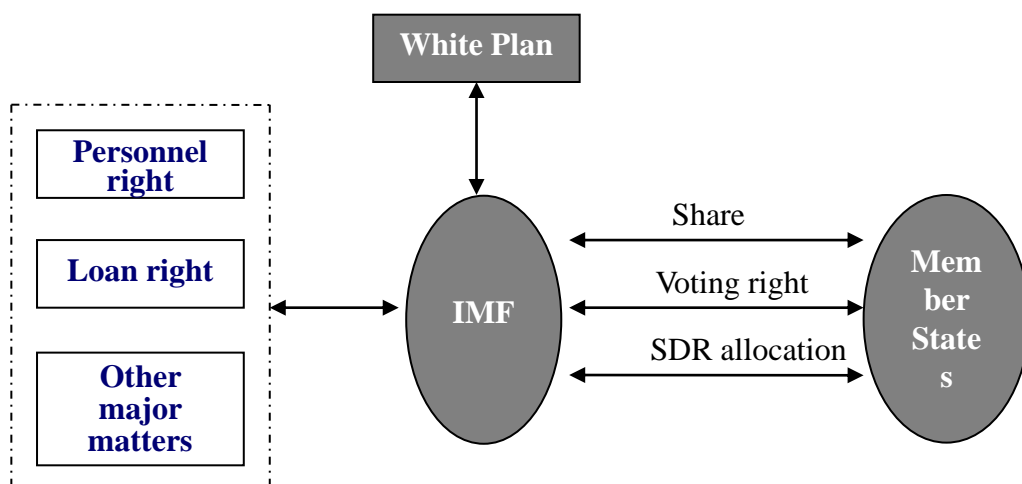 White Plan
Personnel
right
Loan right
Other
major
matters
IMF
Share
Voting right
SDR allocation
Mem
ber
State
s